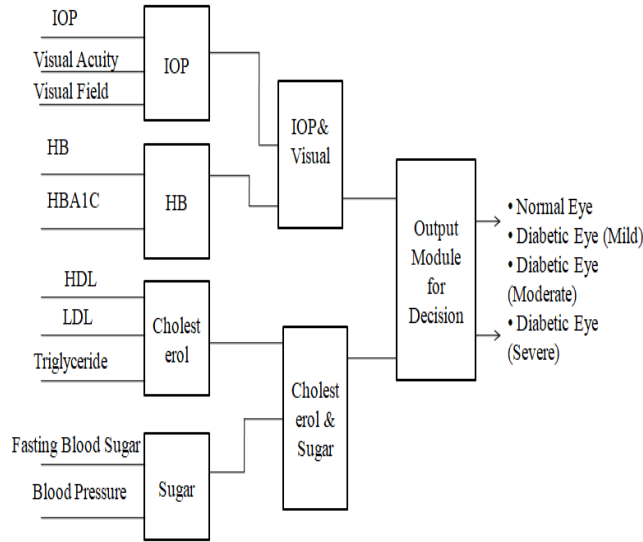 IOP
Visual Acuity
Visual Field
IOP
HB
HBA1C
HB
IOP&
Visual
HDL
LDL
Triglyceride
Cholest
erol
Fasting Blood Sugar
Blood Pressure
Sugar
Cholest
erol &
Sugar
Output
Module
for
Decision
• Normal Eye
• Diabetic Eye (Mild)
• Diabetic Eye
(Moderate)
• Diabetic Eye
(Severe)